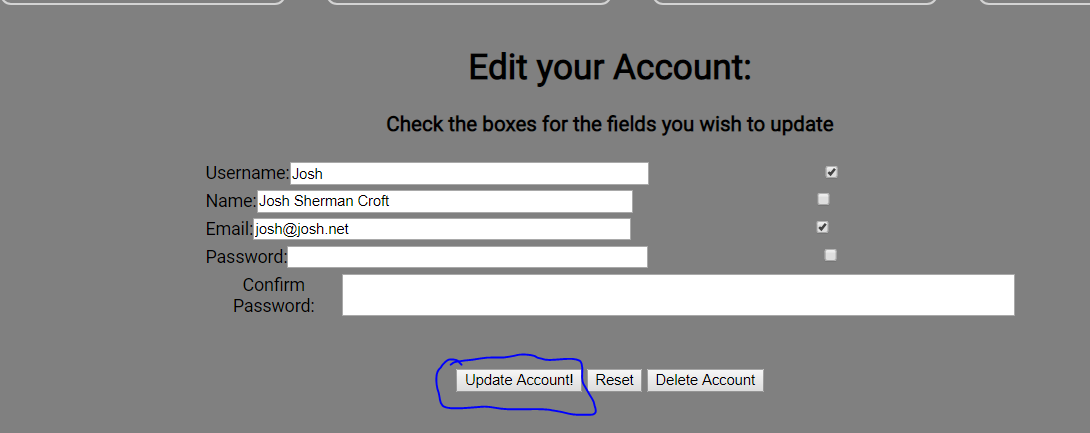 Edit your Account:
Check the boxes for the fields you wish to update
Username: Josh
Name: Josh Sherman Croft
Email: josh@josh.net
Password:
Confirm
Password:
Update Account! Reset Delete Account